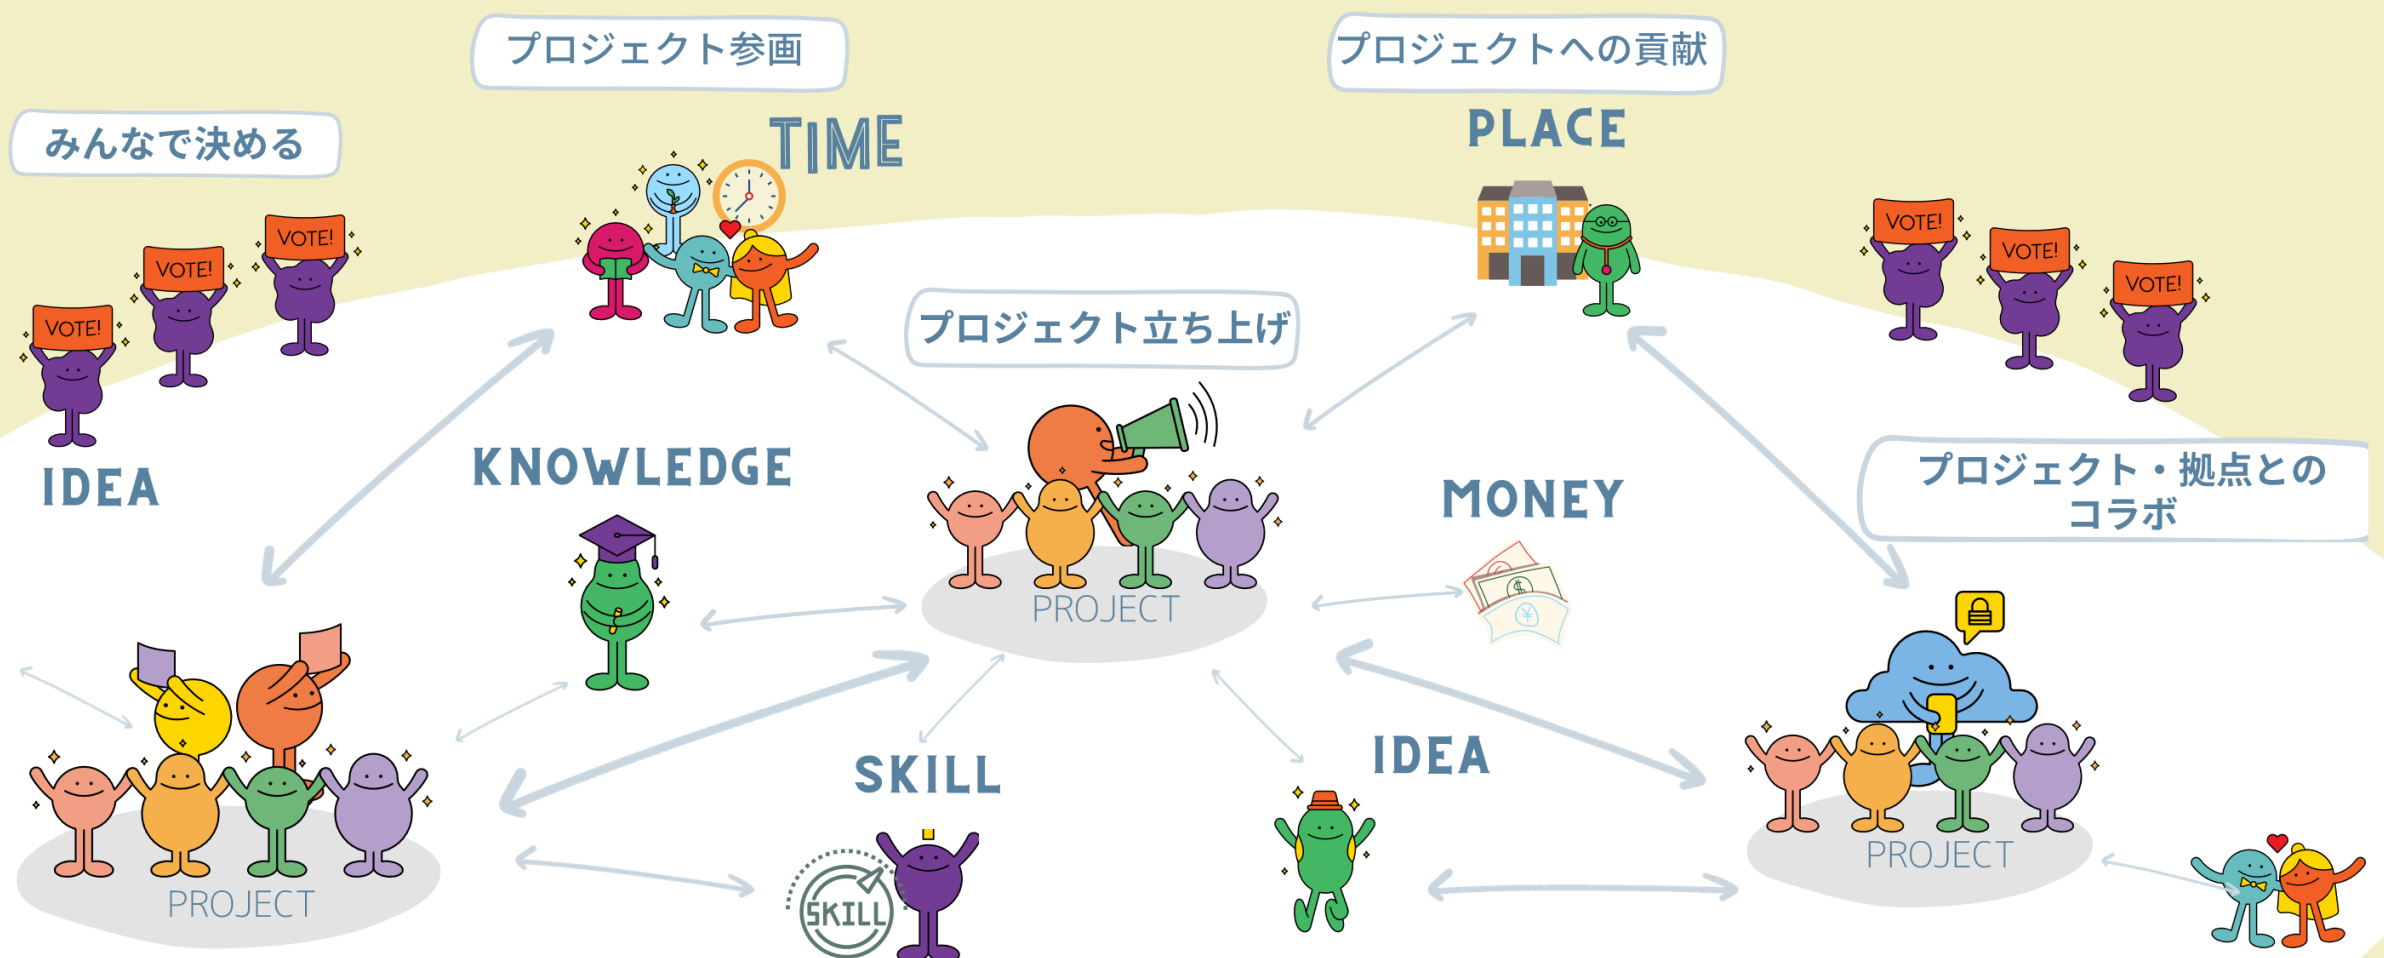 プロジェクト参画
プロジェクトへの貢献
みんなで決める
TIME
PLACE
VOTE!
VOTE!
VOTE!
VOTE!
VOTE!
VOTE!
プロジェクト立ち上げ
IDEA
KNOWLEDGE
MONEY
プロジェクト・拠点との
コラボ
$
¥
PROJECT
IDEA
SKILL
SKILL
PROJECT
PROJECT